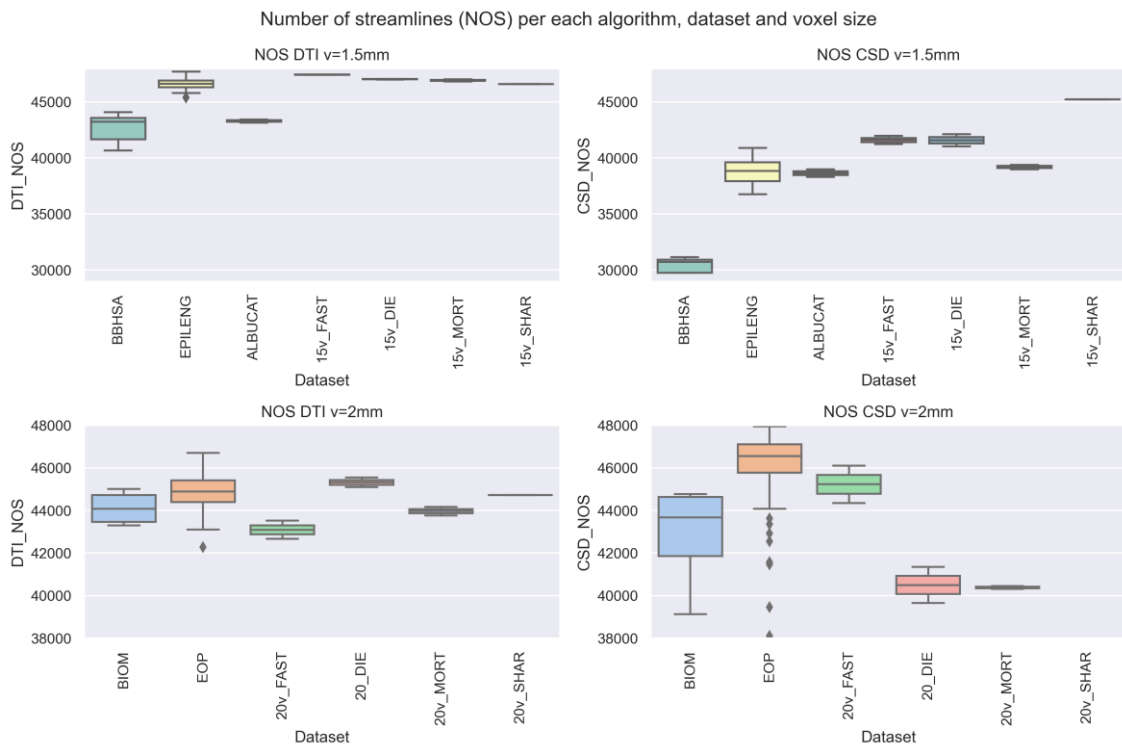 Number of streamlines (NOS) per each algorithm, dataset and voxel size
NOS DTI v=1.5mm
DTI_NOS
45000
40000
35000
30000
BBHSA
EPILENG
ALBUCAT
15v_FAST
15v_DIE
15v_MORT
15v_SHAR
Dataset
NOS CSD v=1.5mm
CSD_NOS
45000
40000
35000
30000
BBHSA
EPILENG
ALBUCAT
15v_FAST
15v_DIE
15v_MORT
15v_SHAR
Dataset
NOS DTI v=2mm
DTI_NOS
48000
46000
44000
42000
40000
38000
BIOM
EOP
20v_FAST
20_DIE
20v_MORT
20v_SHAR
Dataset
NOS CSD v=2mm
CSD_NOS
48000
46000
44000
42000
40000
38000
BIOM
EOP
20v_FAST
20_DIE
20v_MORT
20v_SHAR
Dataset